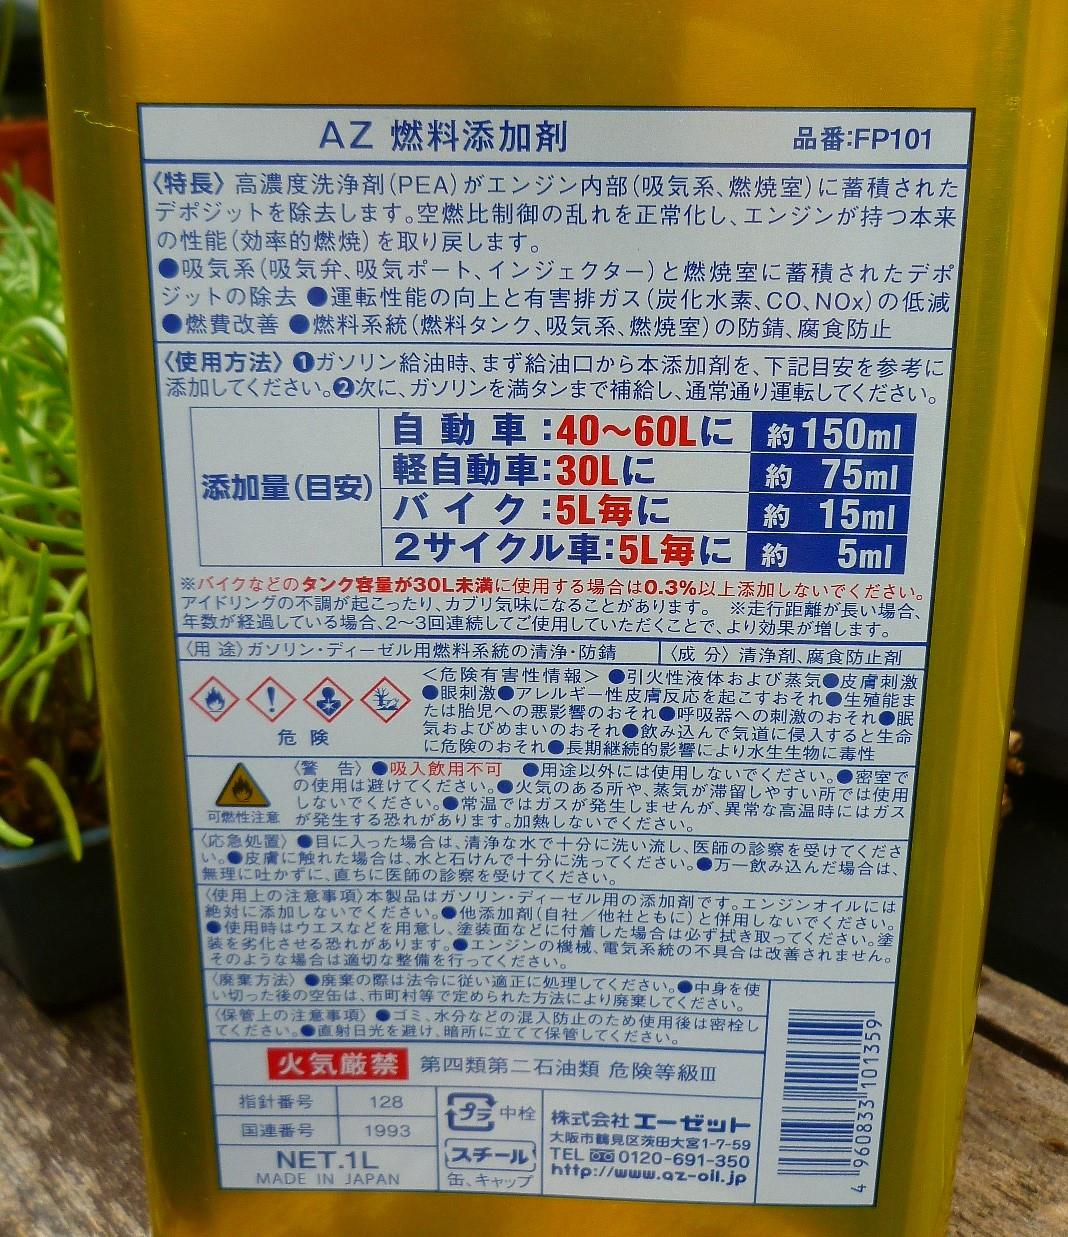 AZ 燃料添加剤 品番:FP101
〈特長〉高濃度洗浄剤(PEA)がエンジン内部(吸気系、燃焼室)に蓄積された
デポジットを除去します。空燃比制御の乱れを正常化し、エンジンが持つ本来
の性能(効率的燃焼)を取り戻します。
●吸気系(吸気弁、吸気ポート、インジェクター)と燃焼室に蓄積されたデポ
ジットの除去 ●運転性能の向上と有害排ガス(炭化水素、CO、NOx)の低減
●燃費改善 ●燃料系統(燃料タンク、吸気系、燃焼室)の防錆、腐食防止
〈使用方法〉❶ガソリン給油時、まず給油口から本添加剤を、下記目安を参考に
添加してください。❷次に、ガソリンを満タンまで補給し、通常通り運転してください。
添加量(目安)
自動車:40〜60Lに 約150ml
軽自動車:30Lに 約 75ml
バイク:5L毎に 約 15ml
2サイクル車:5L毎に 約 5ml
※バイクなどのタンク容量が30L未満に使用する場合は0.3%以上添加しないでください。
アイドリングの不調が起こったり、カブリ気味になることがあります。 ※走行距離が長い場合、
年数が経過している場合、2〜3回連続してご使用していただくことで、より効果が増します。
〈用 途〉ガソリン・ディーゼル用燃料系統の清浄・防錆 〈成 分〉清浄剤、腐食防止剤
危険
＜危険有害性情報＞ ●引火性液体および蒸気●皮膚刺激
●眼刺激●アレルギー性皮膚反応を起こすおそれ●生殖能ま
たは胎児への悪影響のおそれ●呼吸器への刺激のおそれ●眠
気およびめまいのおそれ●飲み込んで気道に侵入すると生命
に危険のおそれ●長期継続的影響により水生生物に毒性
可燃性注意
〈警 告〉●吸入飲用不可 ●用途以外には使用しないでください。●密室で
の使用は避けてください。●火気のある所や、蒸気が滞留しやすい所では使用
しないでください。●常温ではガスが発生しませんが、異常な高温時にはガス
が発生する恐れがあります。加熱しないでください。
〈応急処置〉●目に入った場合は、清浄な水で十分に洗い流し、医師の診察を受けてくださ
い。●皮膚に触れた場合は、水と石けんで十分に洗ってください。●万一飲み込んだ場合は、
無理に吐かずに、直ちに医師の診察を受けてください。
〈使用上の注意事項〉本製品はガソリン・ディーゼル用の添加剤です。エンジンオイルには
絶対に添加しないでください。●他添加剤(自社／他社ともに)と併用しないでください。
●使用時はウエスなどを用意し、塗装面などに付着した場合は必ず拭き取ってください。塗
装を劣化させる恐れがあります。●エンジンの機械、電気系統の不具合は改善されません。
そのような場合は適切な整備を行ってください。
〈廃棄方法〉●廃棄の際は法令に従い適正に処理してください。●中身を使
い切った後の空缶は、市町村等で定められた方法により廃棄してください。
〈保管上の注意事項〉●ゴミ、水分などの混入防止のため使用後は密栓し
てください。●直射日光を避け、暗所に立てて保管してください。
火気厳禁 第四類第二石油類 危険等級Ⅲ
指針番号 128
国連番号 1993
NET.1L
MADE IN JAPAN
プラ 中栓
スチール
缶、キャップ
株式会社 エーゼット
大阪市鶴見区茨田大宮1-7-59
TEL 0120-691-350
http://www.az-oil.jp
4 960833 101359